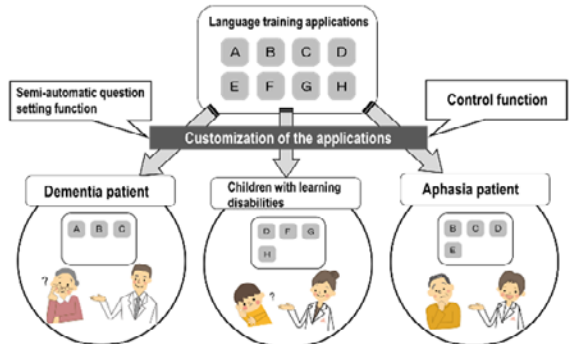 Language training applications
A B C D
E F G H
Semi-automatic question
setting function
Control function
Customization of the applications
Dementia patient
A B C
?
Children with learning
disabilities
D F G
H
?
Aphasia patient
B C D
E